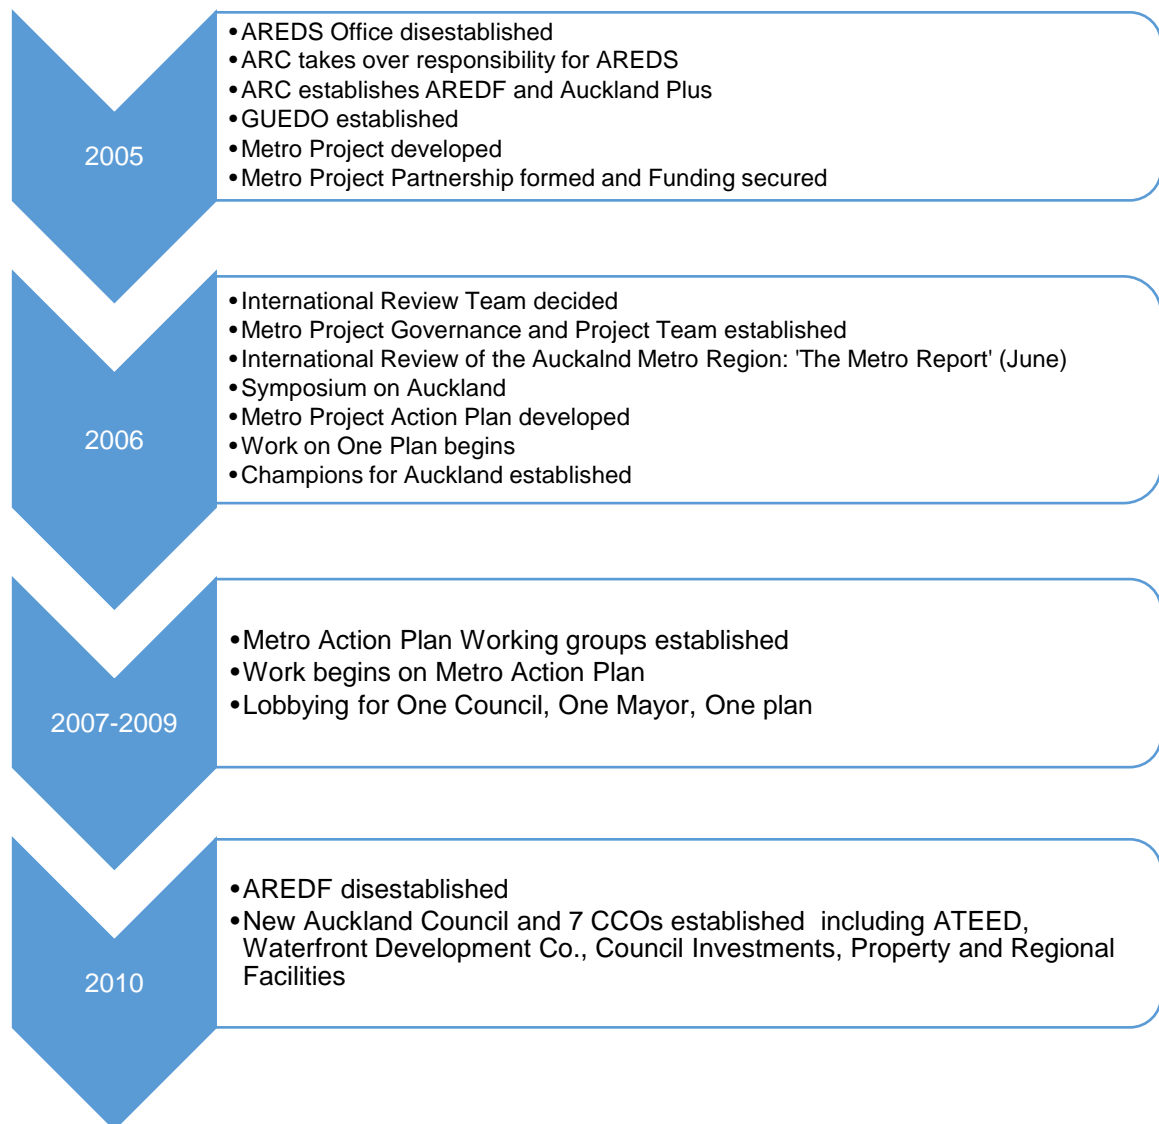 2005
•AREDS Office disestablished
•ARC takes over responsibility for AREDS
•ARC establishes AREDF and Auckland Plus
•GUEDO established
•Metro Project developed
•Metro Project Partnership formed and Funding secured
2006
•International Review Team decided
•Metro Project Governance and Project Team established
•International Review of the Auckalnd Metro Region: 'The Metro Report' (June)
•Symposium on Auckland
•Metro Project Action Plan developed
•Work on One Plan begins
•Champions for Auckland established
2007-2009
•Metro Action Plan Working groups established
•Work begins on Metro Action Plan
•Lobbying for One Council, One Mayor, One plan
2010
•AREDF disestablished
•New Auckland Council and 7 CCOs established  including ATEED,
Waterfront Development Co., Council Investments, Property and Regional
Facilities